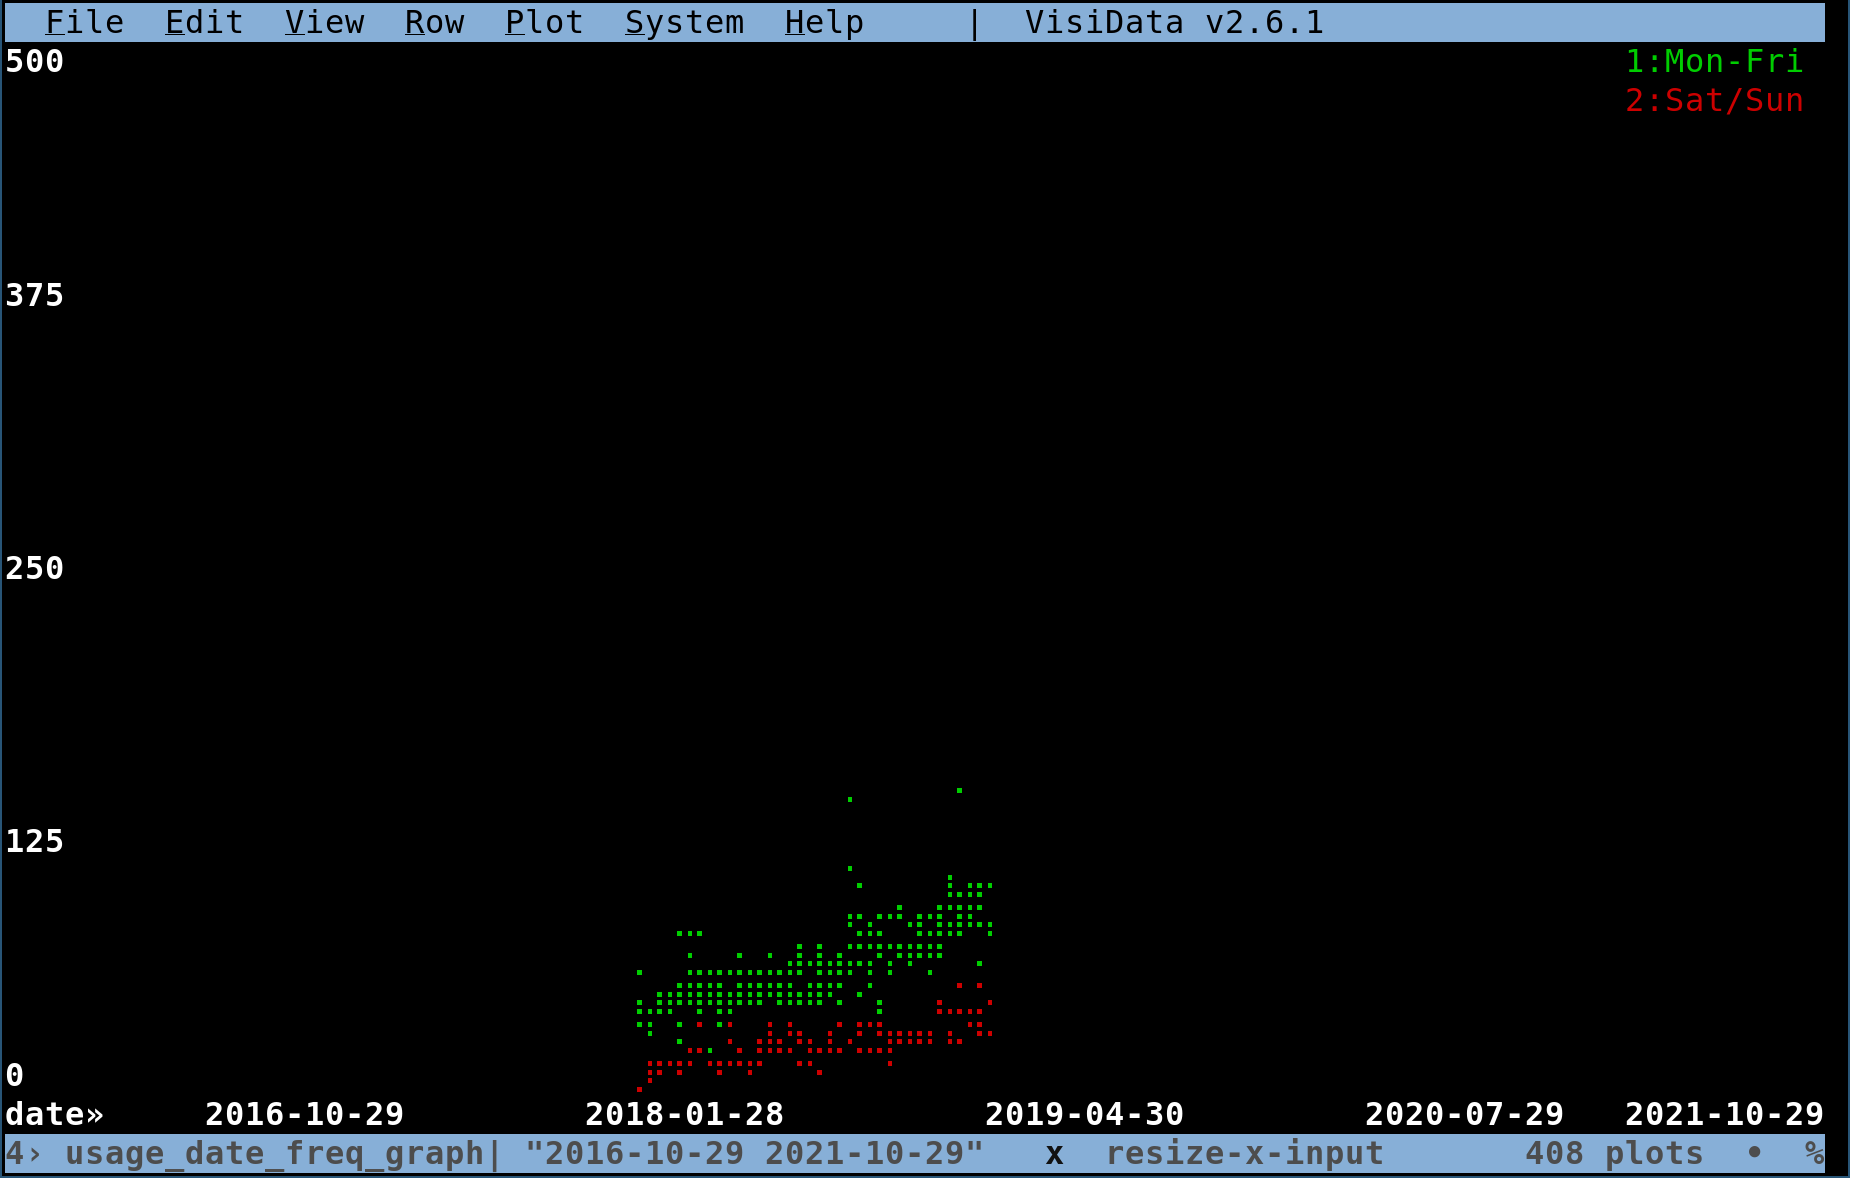 File  Edit  View  Row  Plot  System  Help  |  VisiData v2.6.1
500
1:Mon-Fri
2:Sat/Sun
375
250
125
0
date»  2016-10-29  2018-01-28  2019-04-30  2020-07-29  2021-10-29
4› usage_date_freq_graph| "2016-10-29 2021-10-29"  x  resize-x-input  408 plots  •  %